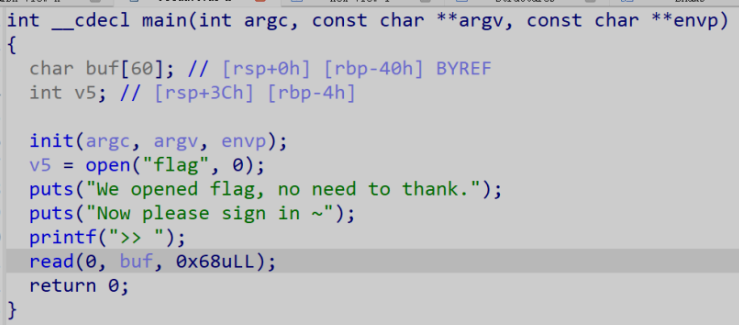 int __cdecl main(int argc, const char **argv, const char **envp)
{
char buf[60]; // [rsp+0h] [rbp-40h] BYREF
int v5; // [rsp+3Ch] [rbp-4h]
init(argc, argv, envp);
v5 = open("flag", 0);
puts("We opened flag, no need to thank.");
puts("Now please sign in ~");
printf(">> ");
read(0, buf, 0x68uLL);
return 0;
}